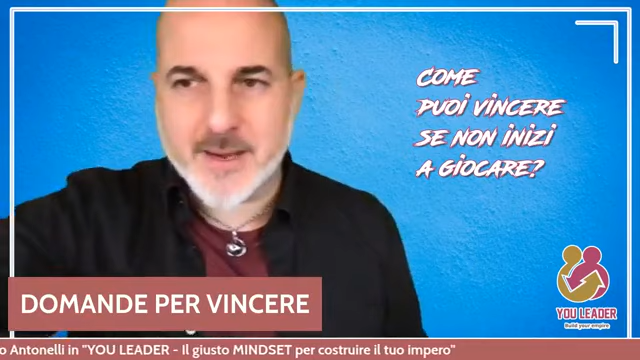 COME
PUOI VINCERE
SE NON INIZI
A GIOCARE?
DOMANDE PER VINCERE
YOU LEADER
Build your empire
o Antonelli in "YOU LEADER - Il giusto MINDSET per costruire il tuo impero"